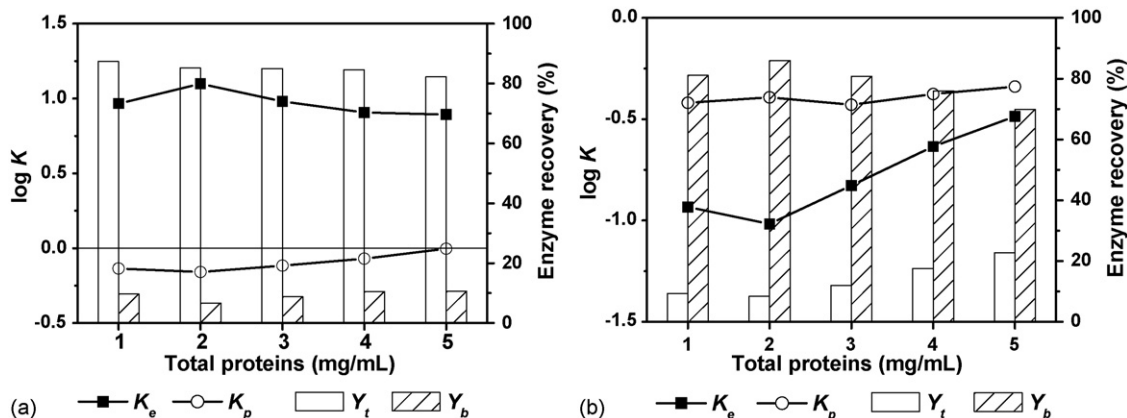 1.5
1.0
0.5
0.0
-0.5
log K
100
80
60
40
20
0
Enzyme recovery (%)
1 2 3 4 5
Total proteins (mg/mL)
(a) Ke Kp Yt Yb
0.0
-0.5
-1.0
-1.5
log K
100
80
60
40
20
0
Enzyme recovery (%)
1 2 3 4 5
Total proteins (mg/mL)
(b) Ke Kp Yt Yb